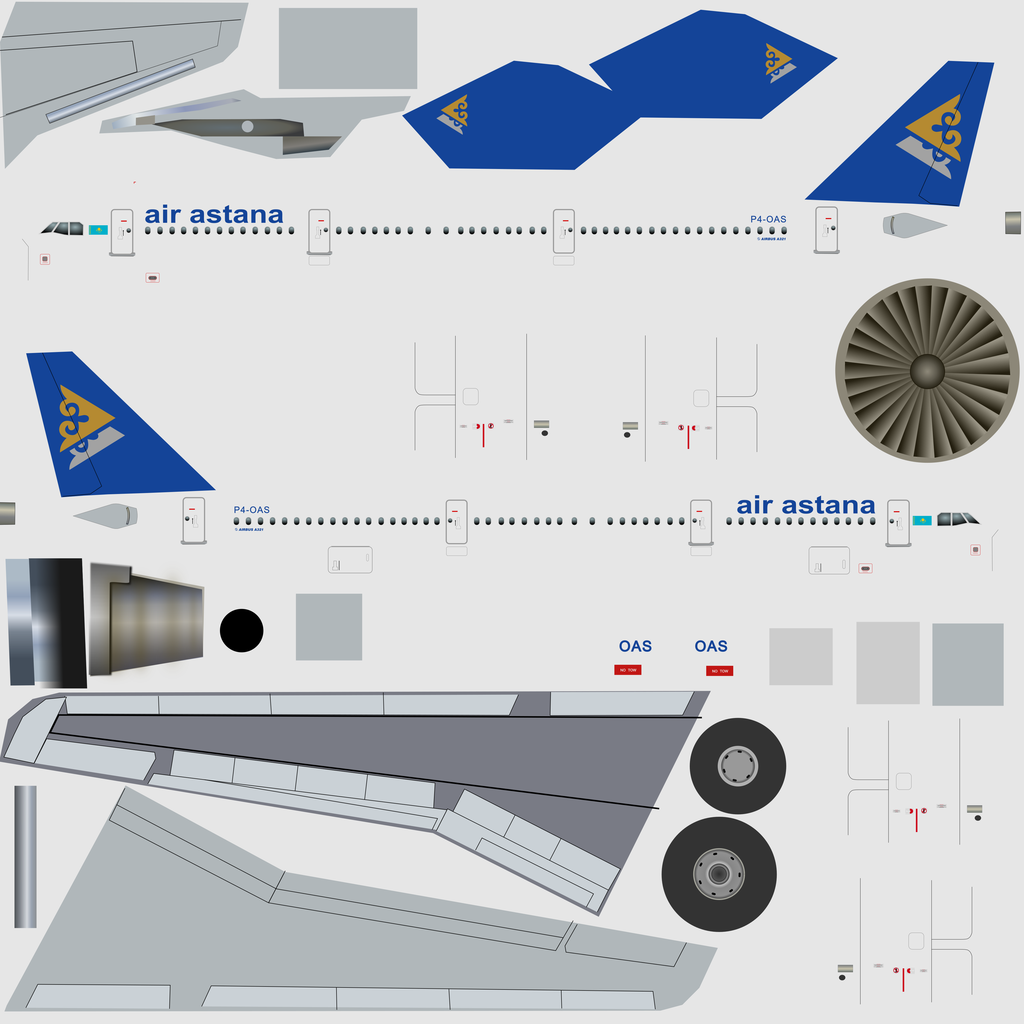 air astana
P4-OAS
AIRBUS A321
P4-OAS
air astana
AIRBUS A321
OAS
OAS
NO TOW
NO TOW